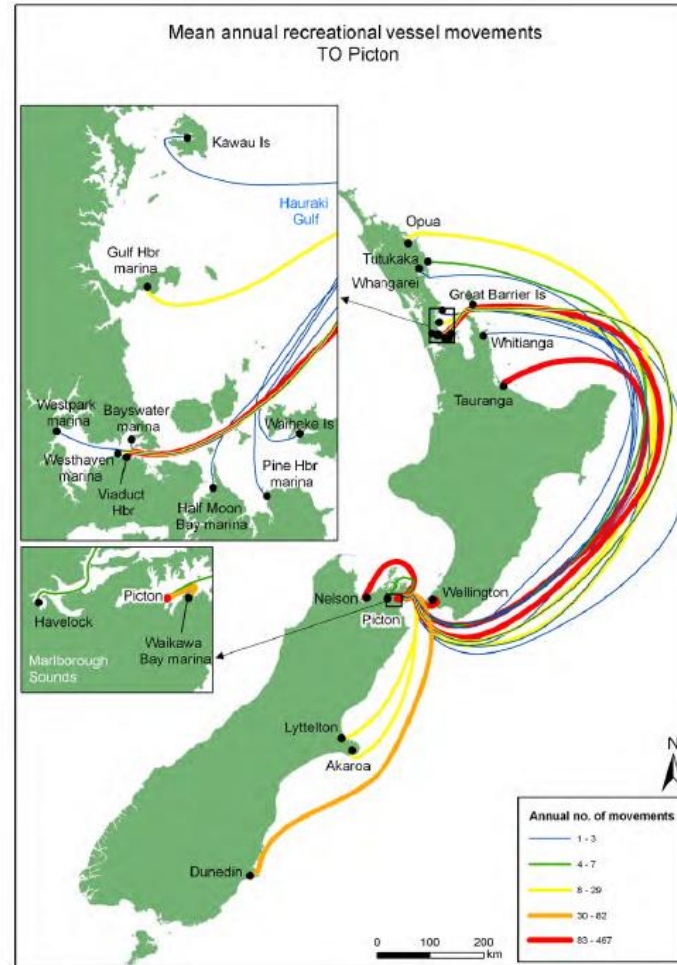 Mean annual recreational vessel movements
TO Picton
Kawau Is
Hauraki
Gulf
Gulf Hbr
marina
Westpark
marina
Bayswater
marina
Westhaven
marina
Viaduct
Hbr
Waiheke Is
Pine Hbr
marina
Half Moon
Bay marina
Opua
Tutukaka
Whangarei
Great Barrier Is
Whitianga
Tauranga
Picton
Havelock
Waikawa
Bay marina
Marlborough
Sounds
Nelson
Wellington
Picton
Lyttelton
Akaroa
Dunedin
N
Annual no. of movements
1 - 3
4 - 7
8 - 29
30 - 82
83 - 467
0 100 200
km